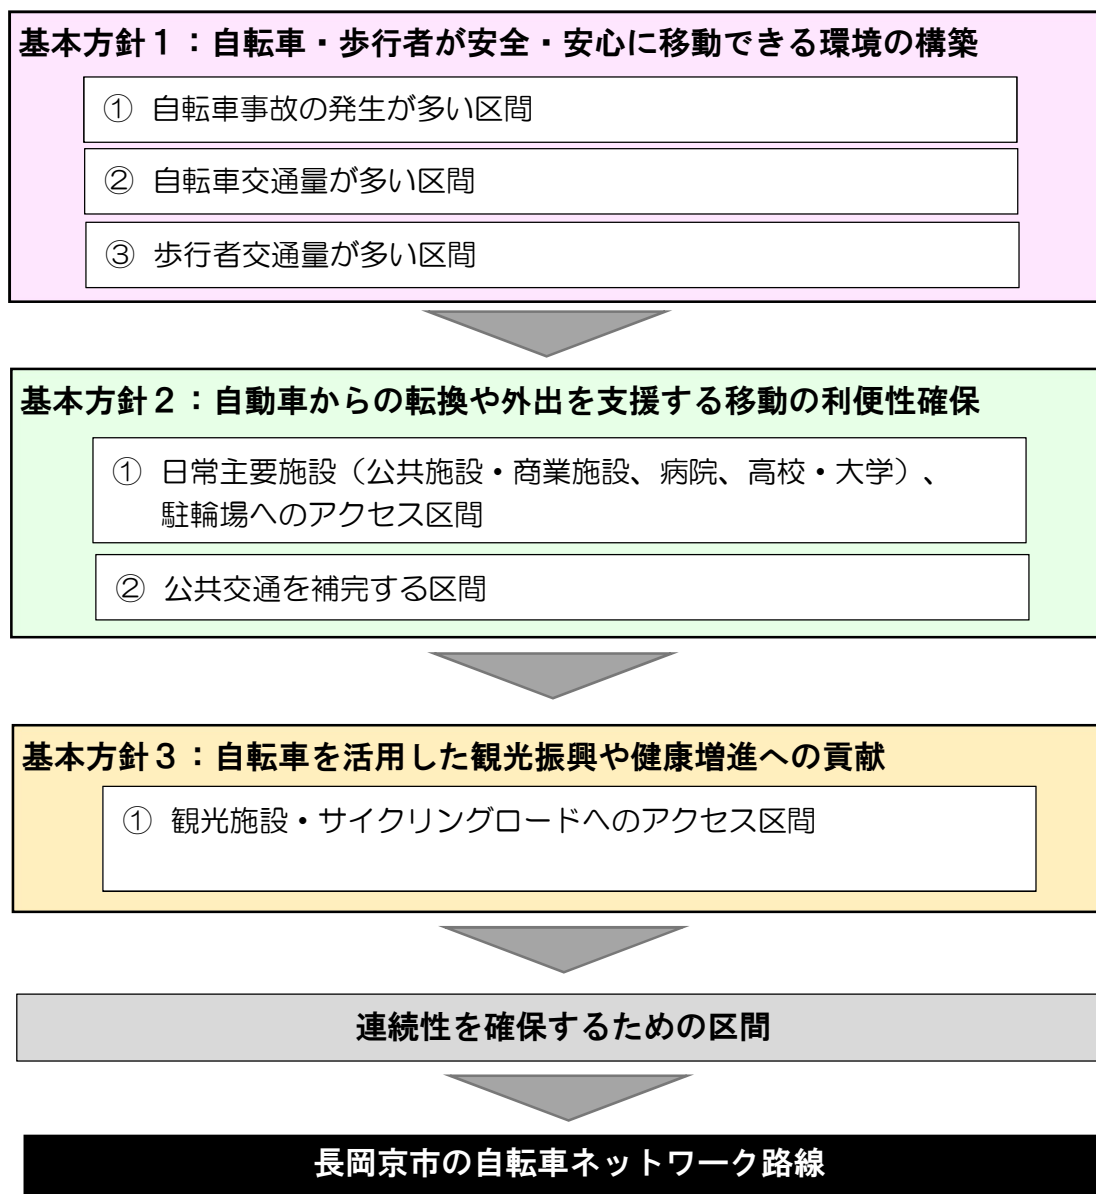 基本方針１：自転車・歩行者が安全・安心に移動できる環境の構築
① 自転車事故の発生が多い区間
② 自転車交通量が多い区間
③ 歩行者交通量が多い区間
基本方針２：自動車からの転換や外出を支援する移動の利便性確保
① 日常主要施設（公共施設・商業施設、病院、高校・大学）、
駐輪場へのアクセス区間
② 公共交通を補完する区間
基本方針３：自転車を活用した観光振興や健康増進への貢献
① 観光施設・サイクリングロードへのアクセス区間
連続性を確保するための区間
長岡京市の自転車ネットワーク路線